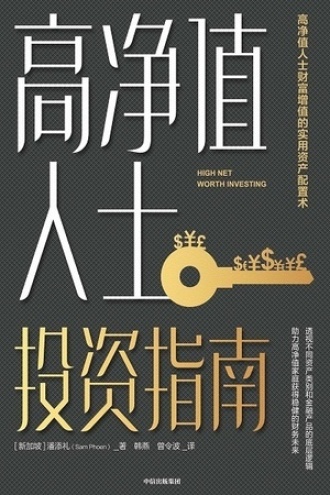 高净值
人士
投资指南
HIGH NET
WORTH INVESTING
高净值人士财富增值的实用资产配置术
$¥£
$£¥$¥¥£
透视不同资产类别和金融产品的底层逻辑
助力高净值家庭获得稳健的财务未来
[新加坡]潘添礼(Sam Phoen)著 韩燕 曾令波 译
中信出版集团